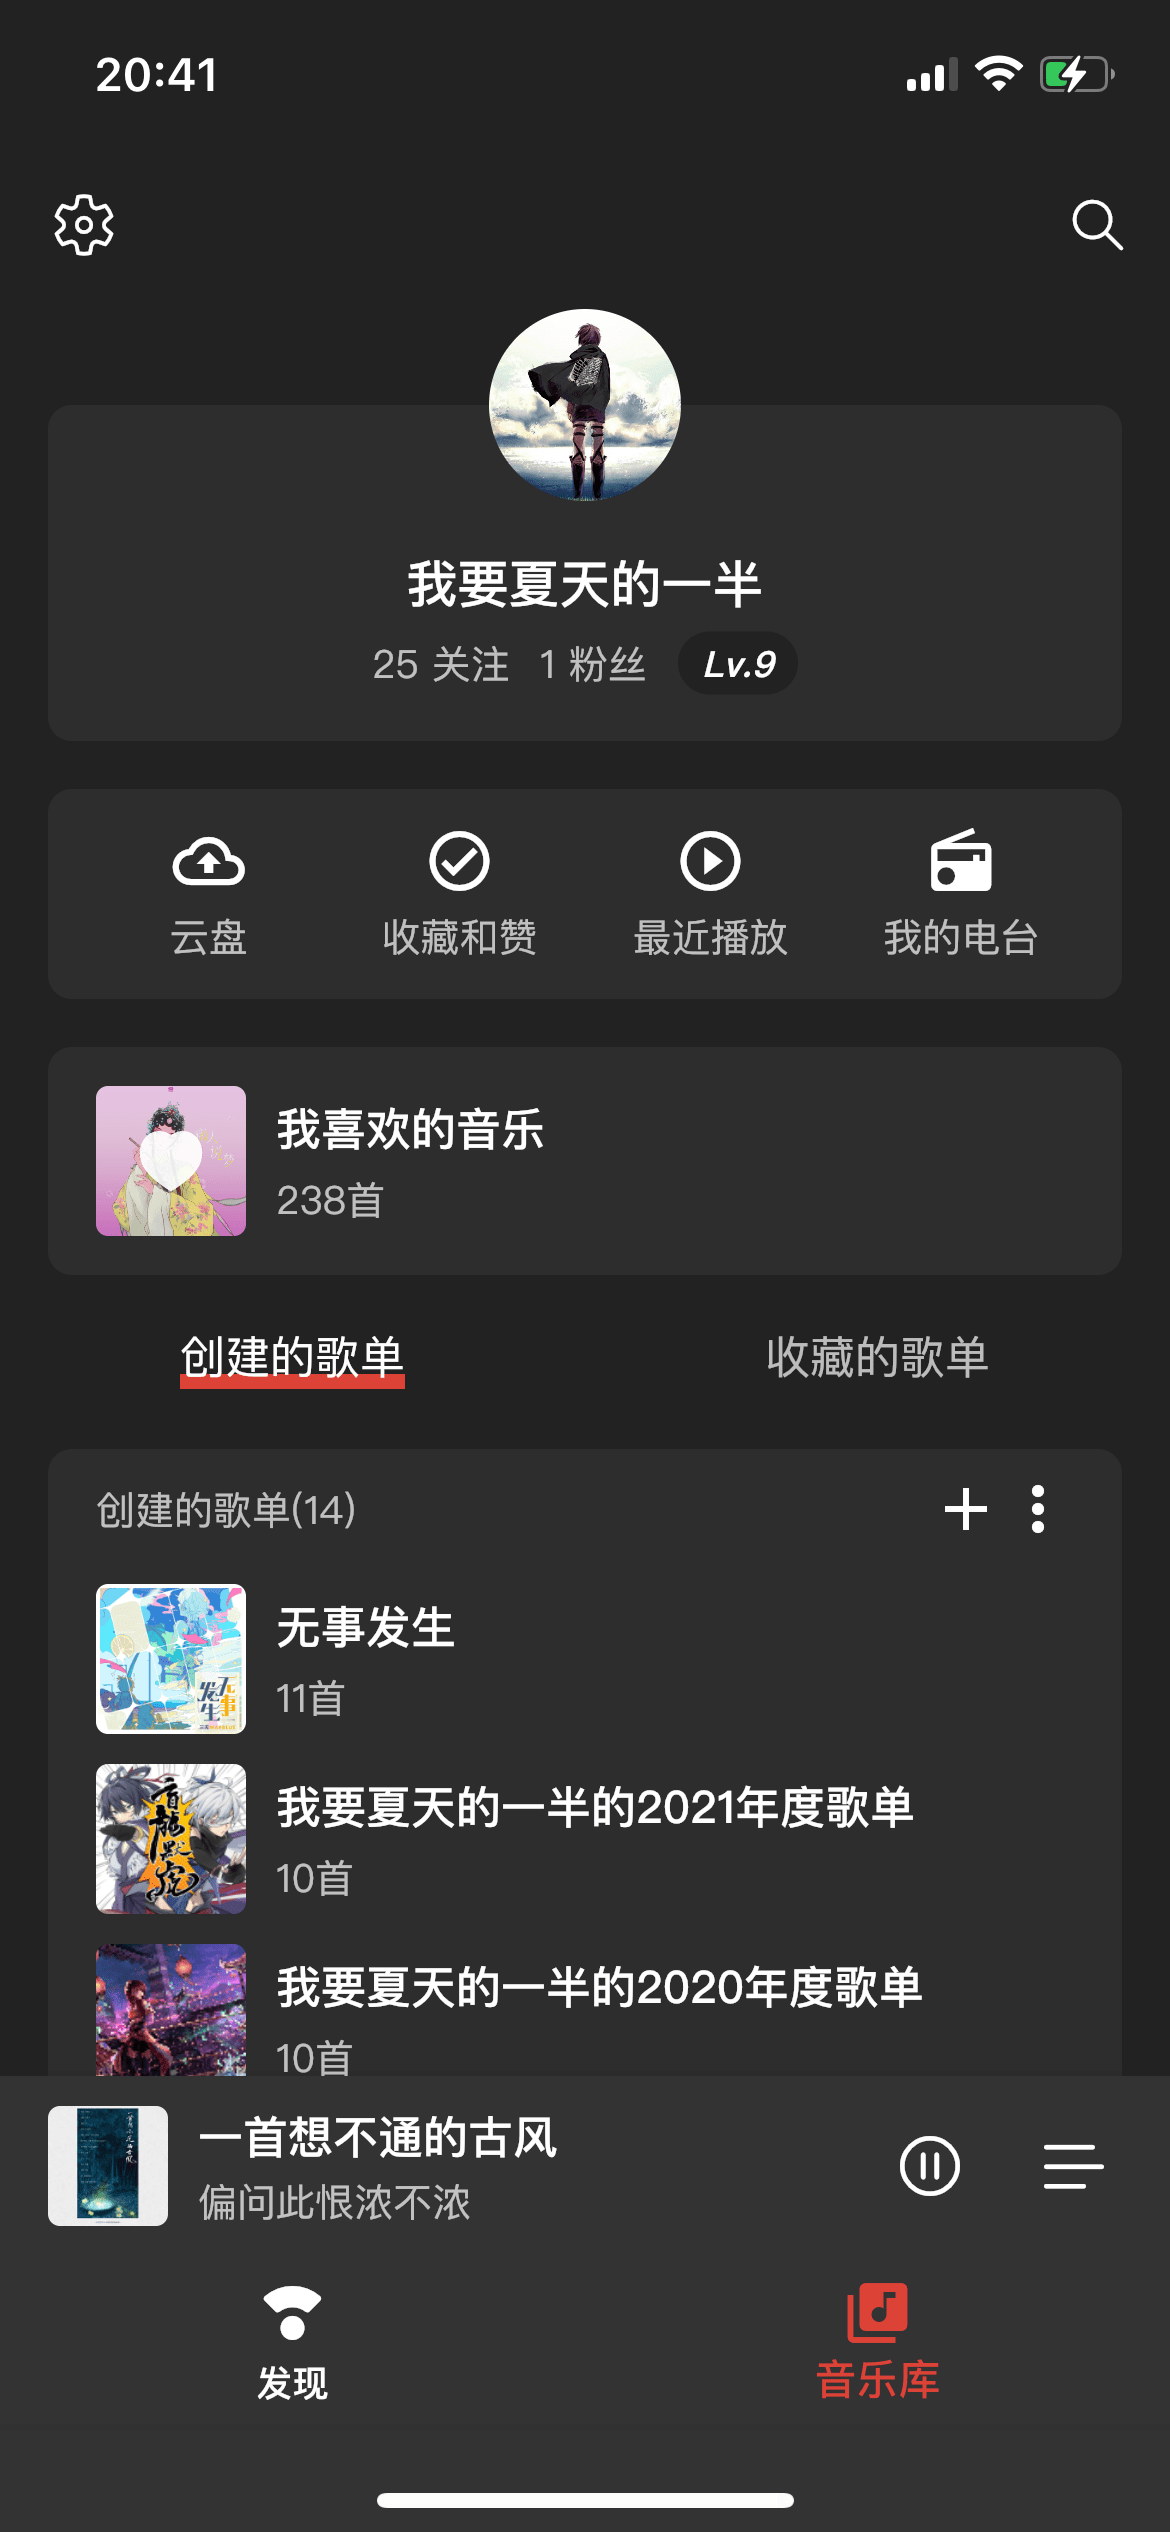 20:41
我要夏天的一半
25 关注 1 粉丝 Lv.9
云盘 收藏和赞 最近播放 我的电台
我喜欢的音乐
238首
创建的歌单 收藏的歌单
创建的歌单(14)
无事发生
11首
无事
发生
我要夏天的一半的2021年度歌单
10首
我要夏天的一半的2020年度歌单
10首
一首想不通的古风
偏问此恨浓不浓
发现 音乐库